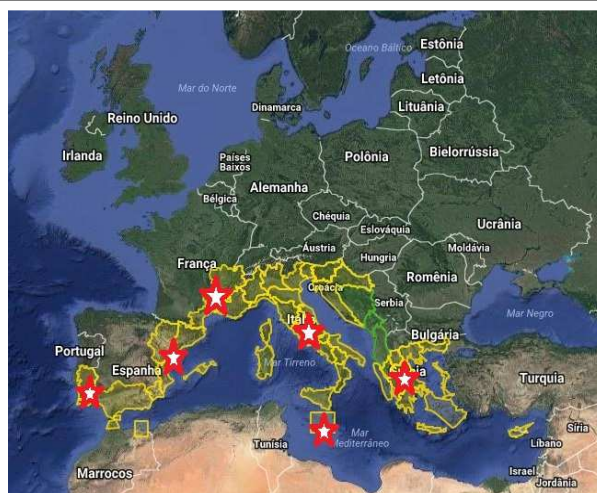 Oceano Báltico
Estônia
Letônia
Mar do Norte
Dinamarca
Lituânia
Reino Unido
Irlanda
Países
Baixos
Polônia
Bielorrússia
Alemanha
Bélgica
Chéquia
Ucrânia
Eslováquia
Áustria
Moldávia
França
Hungria
Romênia
Croácia
Sérvia
Mar Negro
Portugal
Bulgária
Espanha
Mar Tirreno
Turquia
Síria
Mar
Mediterrâneo
Líbano
Tunísia
Israel
Marrocos
Jordânia